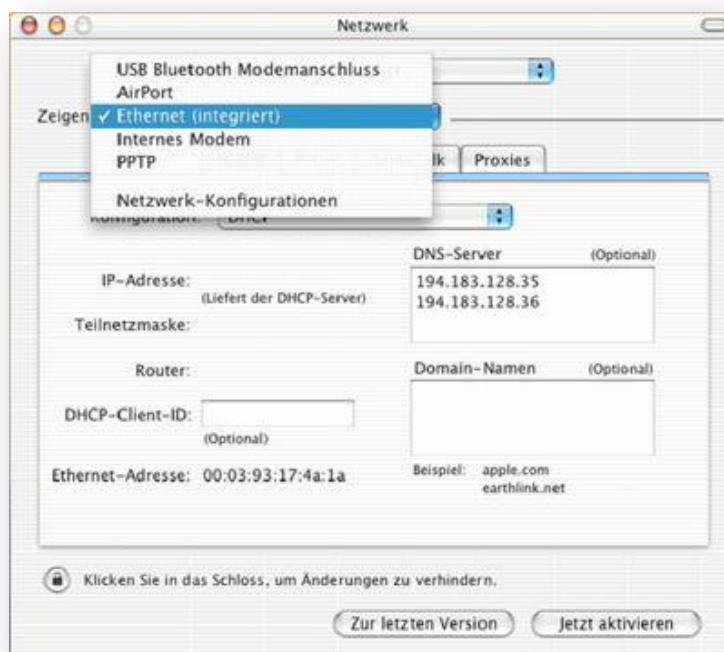 Netzwerk
USB Bluetooth Modemanschluss
AirPort
Zeigen ✓ Ethernet (integriert)
Internes Modem
PPTP
Netzwerk-Konfigurationen
lk Proxies
Konfiguration: DHCP
DNS-Server (Optional)
IP-Adresse: 194.183.128.35
(Liefert der DHCP-Server) 194.183.128.36
Teilnetzmaske:
Router: Domain-Namen (Optional)
DHCP-Client-ID:
(Optional)
Ethernet-Adresse: 00:03:93:17:4a:1a Beispiel: apple.com
earthlink.net
Klicken Sie in das Schloss, um Änderungen zu verhindern.
Zur letzten Version Jetzt aktivieren